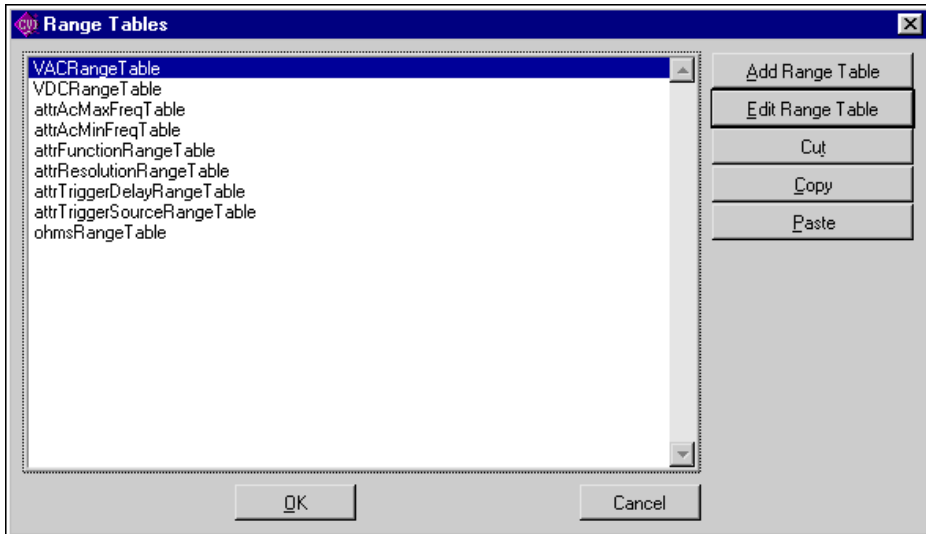 CVI Range Tables
VACRangeTable
VDCRangeTable
attrAcMaxFreqTable
attrAcMinFreqTable
attrFunctionRangeTable
attrResolutionRangeTable
attrTriggerDelayRangeTable
attrTriggerSourceRangeTable
ohmsRangeTable
Add Range Table
Edit Range Table
Cut
Copy
Paste
OK
Cancel